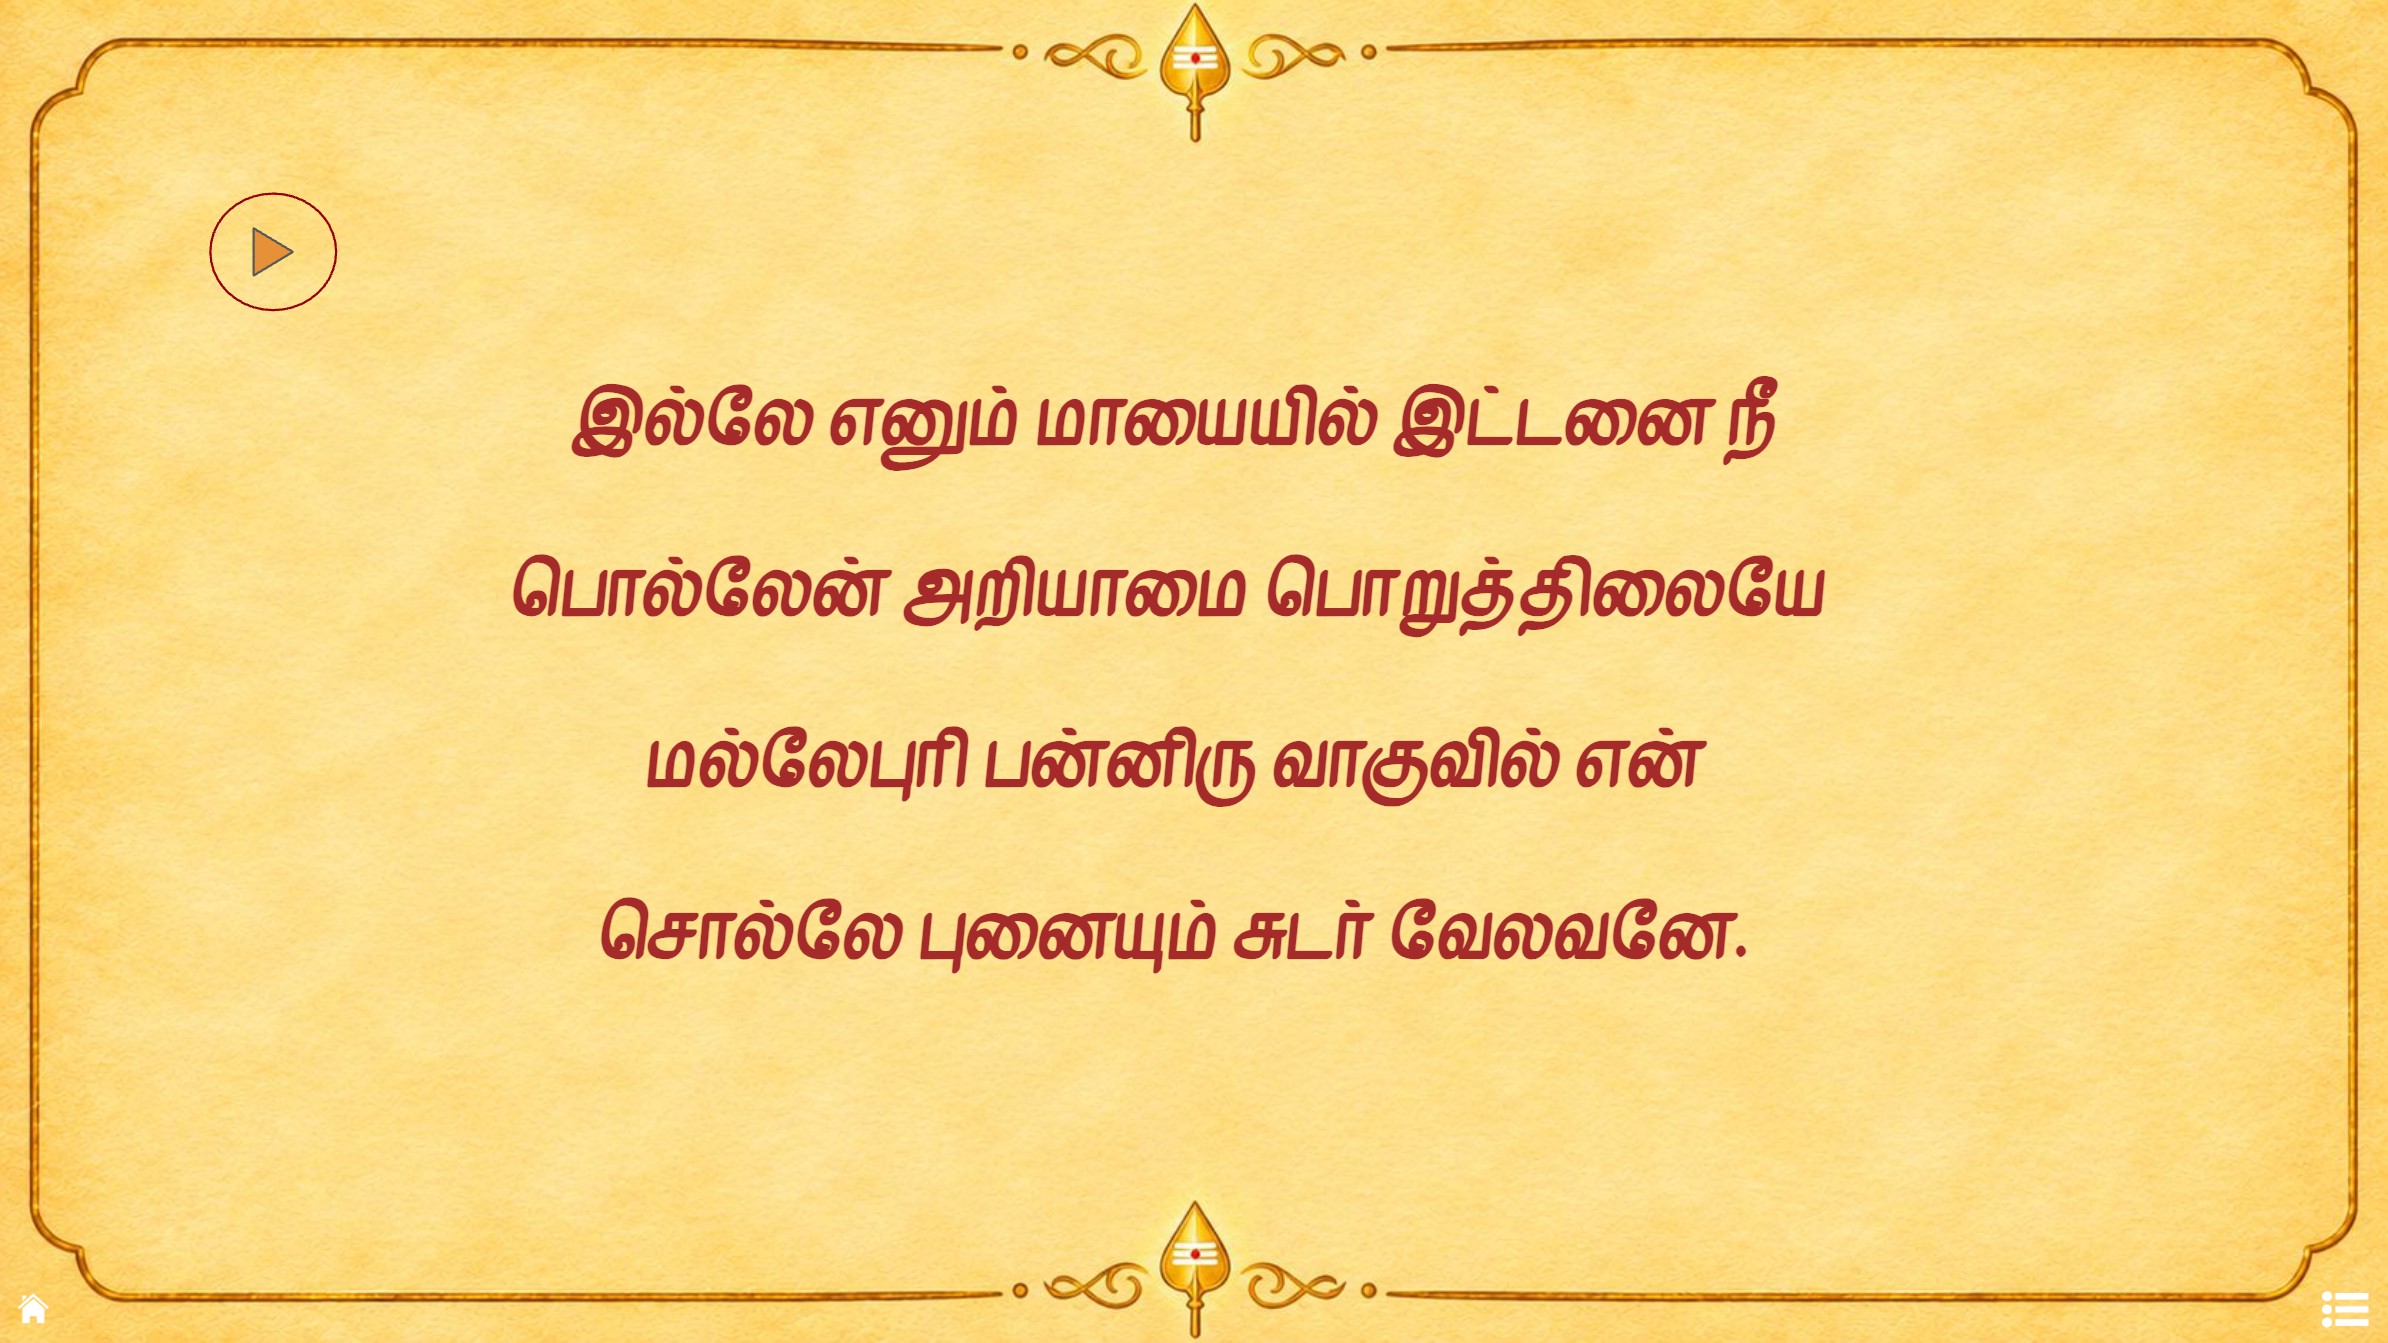 இல்லே எனும் மாயையில் இட்டனை நீ
பொல்லேன் அறியாமை பொறுத்திலையே
மல்லேபுரி பன்னிரு வாகுவில் என்
சொல்லே புனையும் சுடர் வேலவனே.